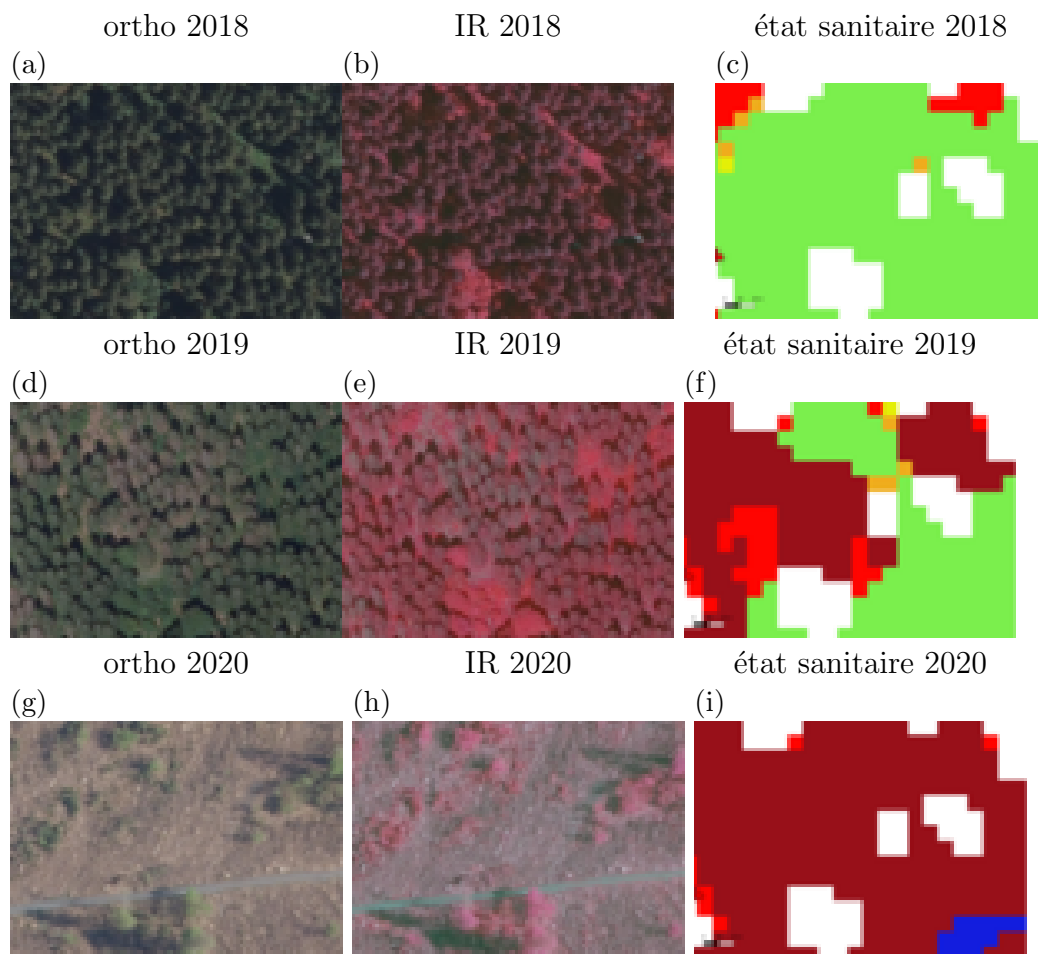 ortho 2018 IR 2018 état sanitaire 2018
(a) (b) (c)
ortho 2019 IR 2019 état sanitaire 2019
(d) (e) (f)
ortho 2020 IR 2020 état sanitaire 2020
(g) (h) (i)